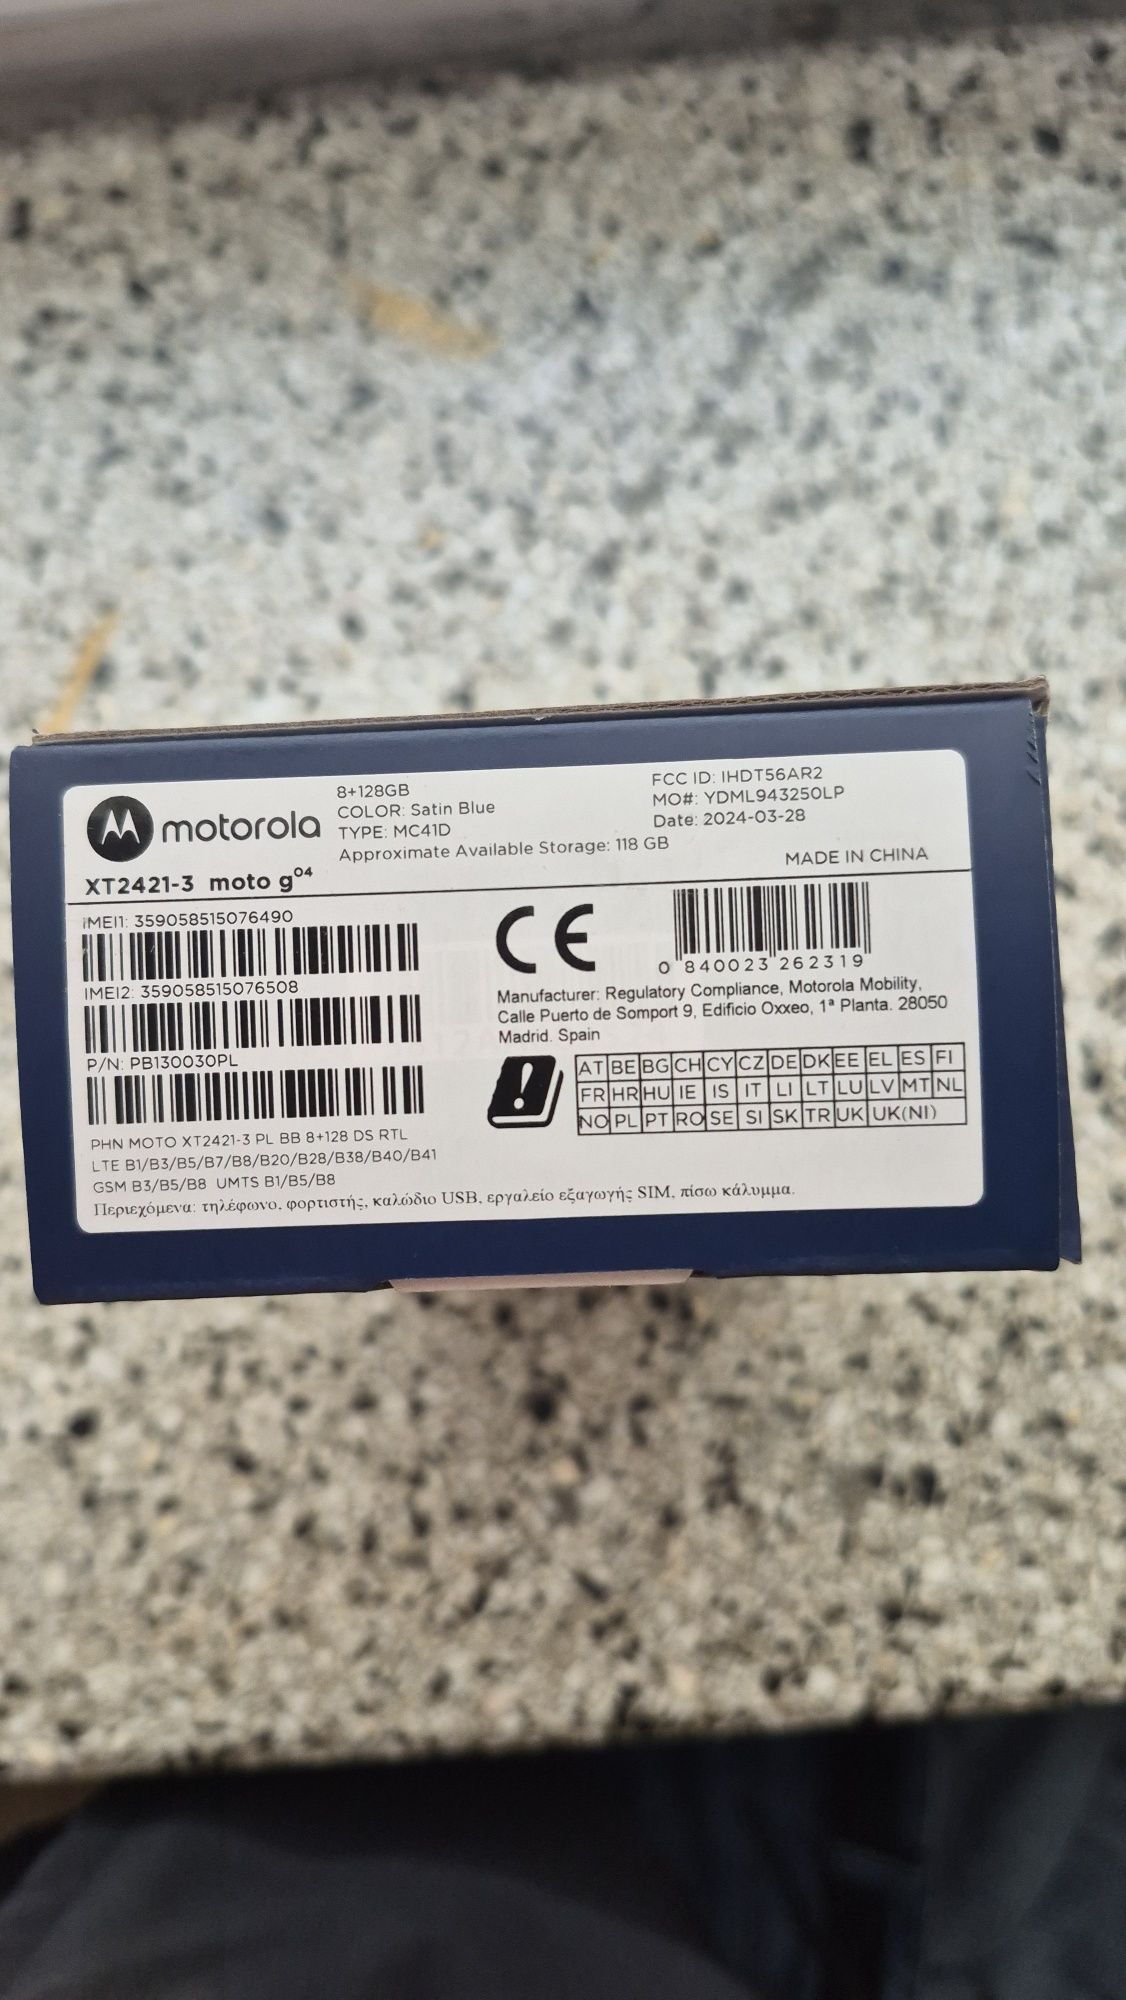 motorola
8+128GB
COLOR: Satin Blue
TYPE: MC41D
Approximate Available Storage: 118 GB
FCC ID: IHDT56AR2
MO#: YDML943250LP
Date: 2024-03-28
MADE IN CHINA
XT2421-3 moto g04
IMEI1: 359058515076490
IMEI2: 359058515076508
P/N: PB130030PL
PHN MOTO XT2421-3 PL BB 8+128 DS RTL
LTE B1/B3/B5/B7/B8/B20/B28/B38/B40/B41
GSM B3/B5/B8 UMTS B1/B5/B8
Περιεχόμενα: τηλέφωνο, φορτιστής, καλώδιο USB, εργαλείο εξαγωγής SIM, πίσω κάλυμμα.
CE
0 840023 262319
Manufacturer: Regulatory Compliance, Motorola Mobility,
Calle Puerto de Somport 9, Edificio Oxxeo, 1ª Planta. 28050
Madrid. Spain
!
AT BE BG CH CY CZ DE DK EE EL ES FI
FR HR HU IE IS IT LI LT LU LV MT NL
NO PL PT RO SE SI SK TR UK UK(NI)